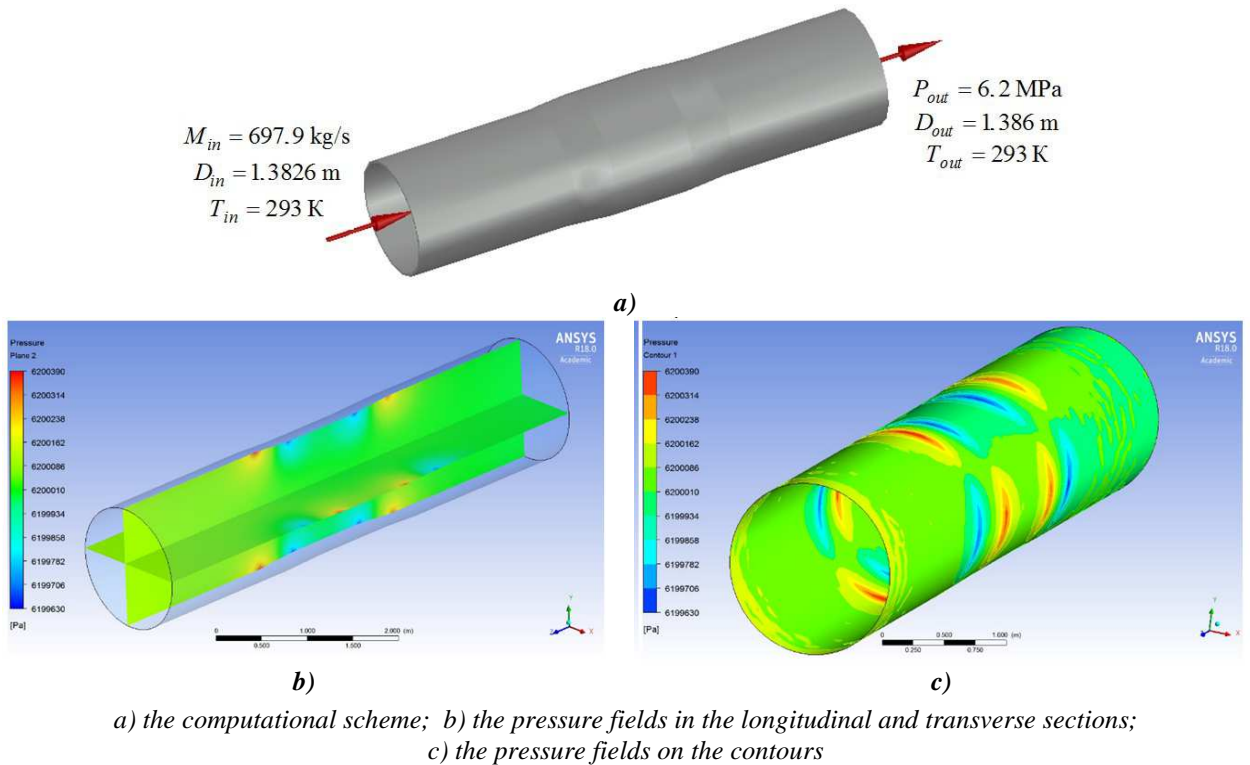 M_in = 697.9 kg/s
D_in = 1.3826 m
T_in = 293 K
P_out = 6.2 MPa
D_out = 1.386 m
T_out = 293 K
a)
Pressure
Plane 2
6200390
6200314
6200238
6200162
6200086
6200010
6199934
6199858
6199782
6199706
6199630
[Pa]
ANSYS
R18.0
Academic
0 1.000 2.000 (m)
0.500 1.500
Y
Z X
b)
Pressure
Contour 1
6200390
6200314
6200238
6200162
6200086
6200010
6199934
6199858
6199782
6199706
6199630
[Pa]
ANSYS
R18.0
Academic
0 0.500 1.000 (m)
0.250 0.750
Y
X
c)
a) the computational scheme; b) the pressure fields in the longitudinal and transverse sections;
c) the pressure fields on the contours